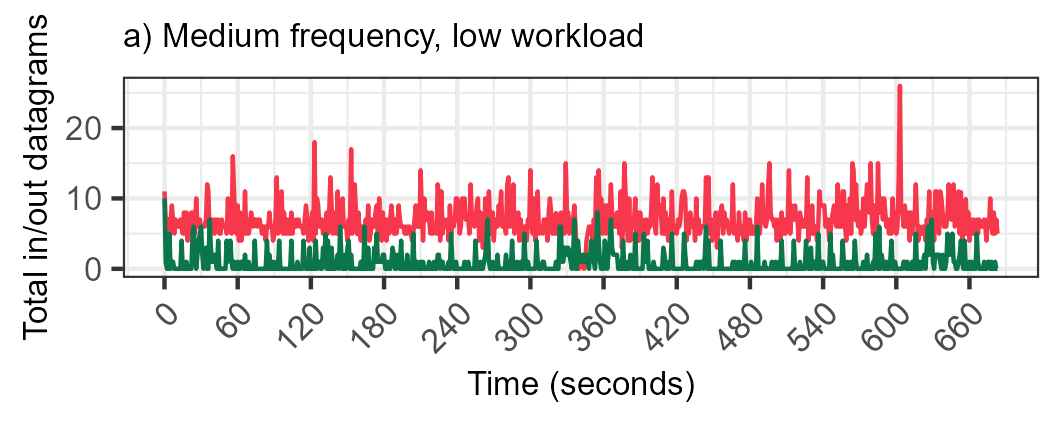 a) Medium frequency, low workload
Total in/out datagrams
20
10
0
0 60 120 180 240 300 360 420 480 540 600 660
Time (seconds)